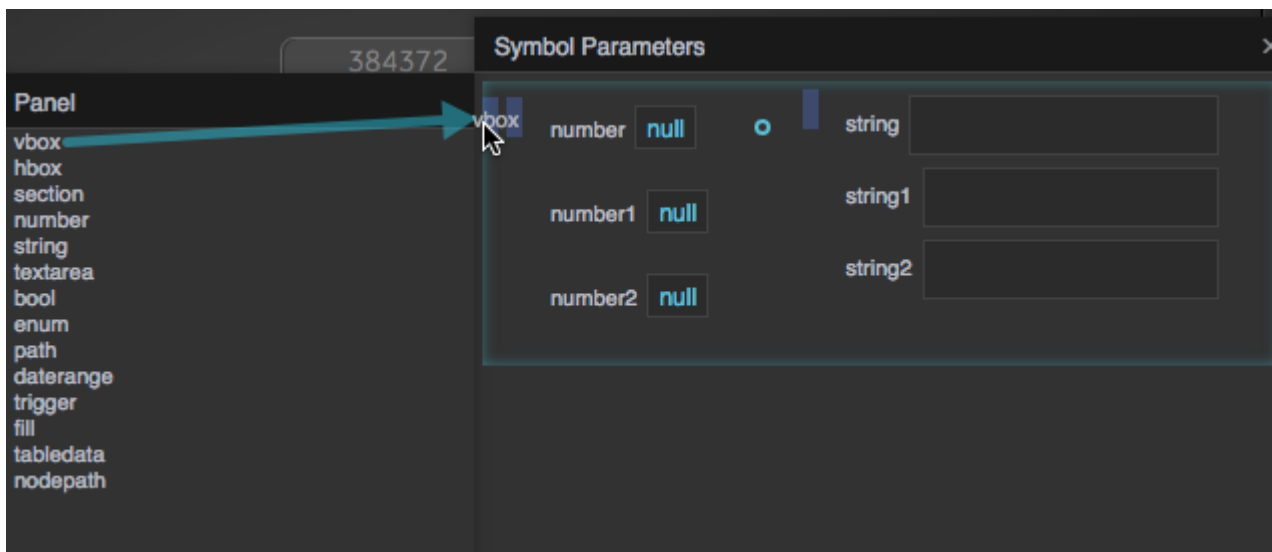 384372
Symbol Parameters
Panel
vbox
hbox
section
number
string
textarea
bool
enum
path
daterange
trigger
fill
tabledata
nodepath
vbox
number null
number1 null
number2 null
string
string1
string2